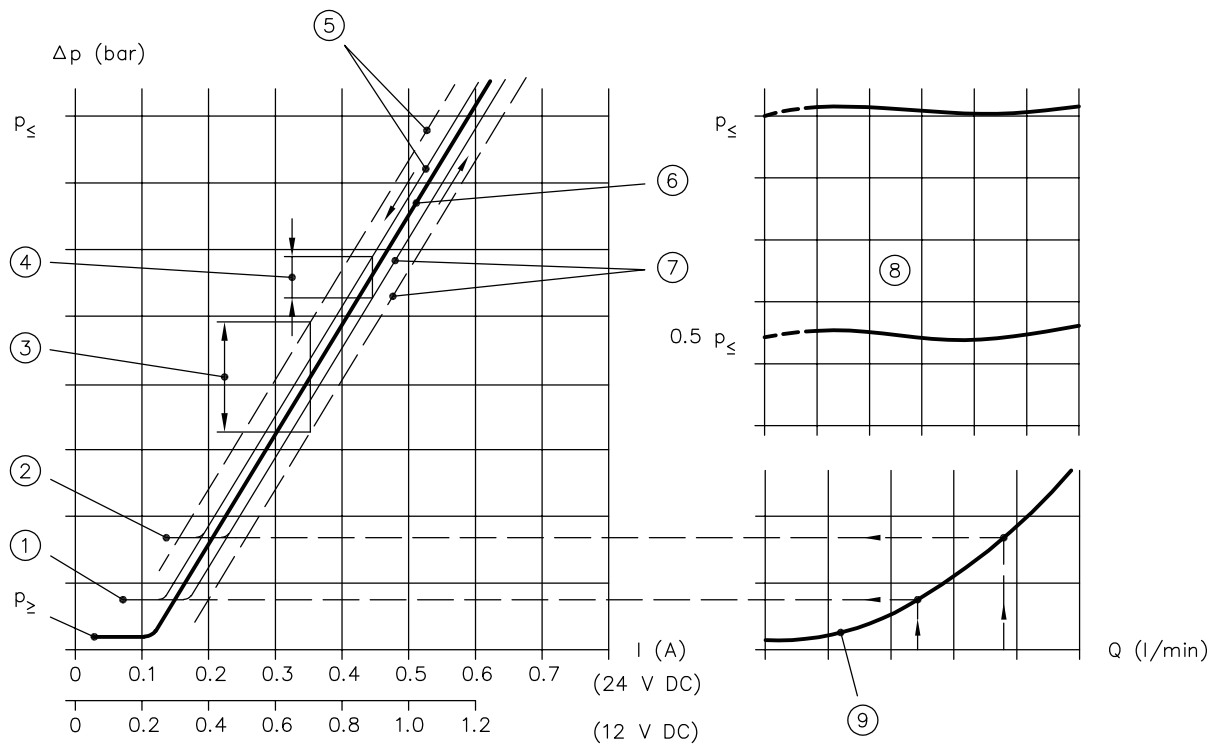 5
Δp (bar)
p≤
p≤
6
4
7
8
3
0.5 p≤
2
1
p≥
I (A)
Q (l/min)
0 0.1 0.2 0.3 0.4 0.5 0.6 0.7
(24 V DC)
0 0.2 0.4 0.6 0.8 1.0 1.2
(12 V DC)
9